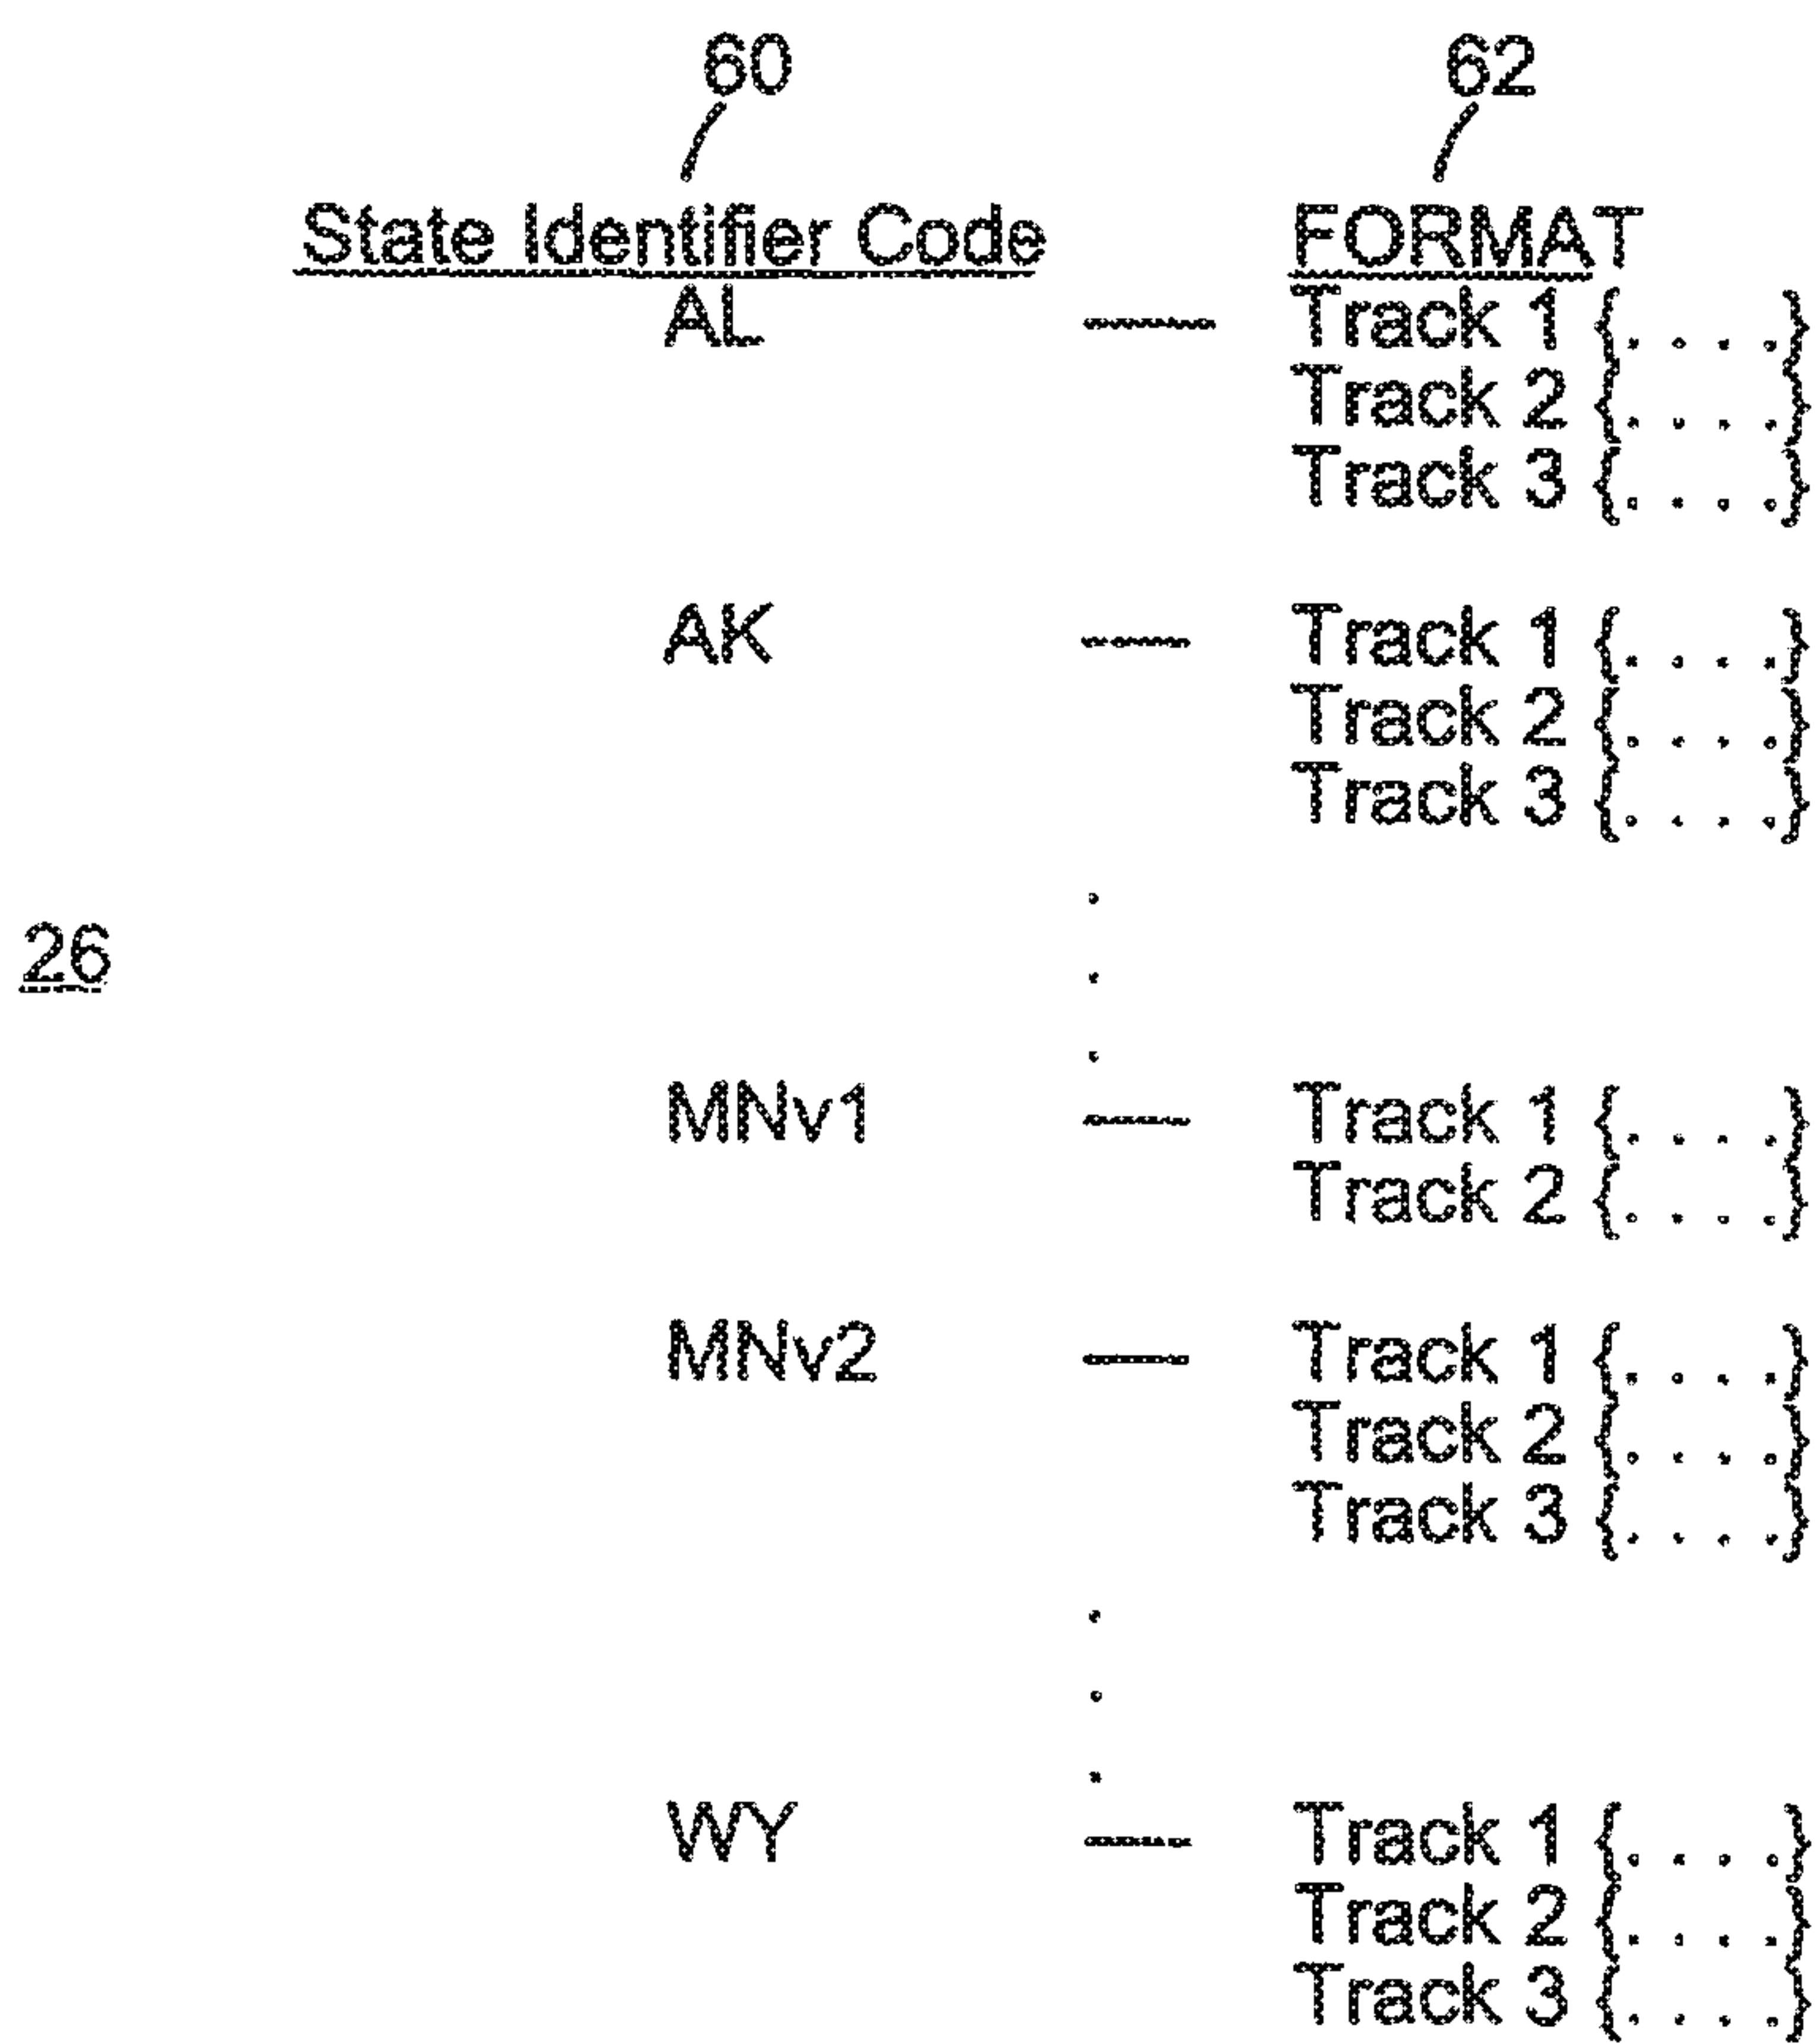 60 62
State Identifier Code FORMAT
AL — Track 1 {. . . .}
Track 2 {. . . .}
Track 3 {. . . .}
AK — Track 1 {. . . .}
Track 2 {. . . .}
Track 3 {. . . .}
.
26
.
.
MNv1 — Track 1 {. . . .}
Track 2 {. . . .}
MNv2 — Track 1 {. . . .}
Track 2 {. . . .}
Track 3 {. . . .}
.
.
.
WY — Track 1 {. . . .}
Track 2 {. . . .}
Track 3 {. . . .}